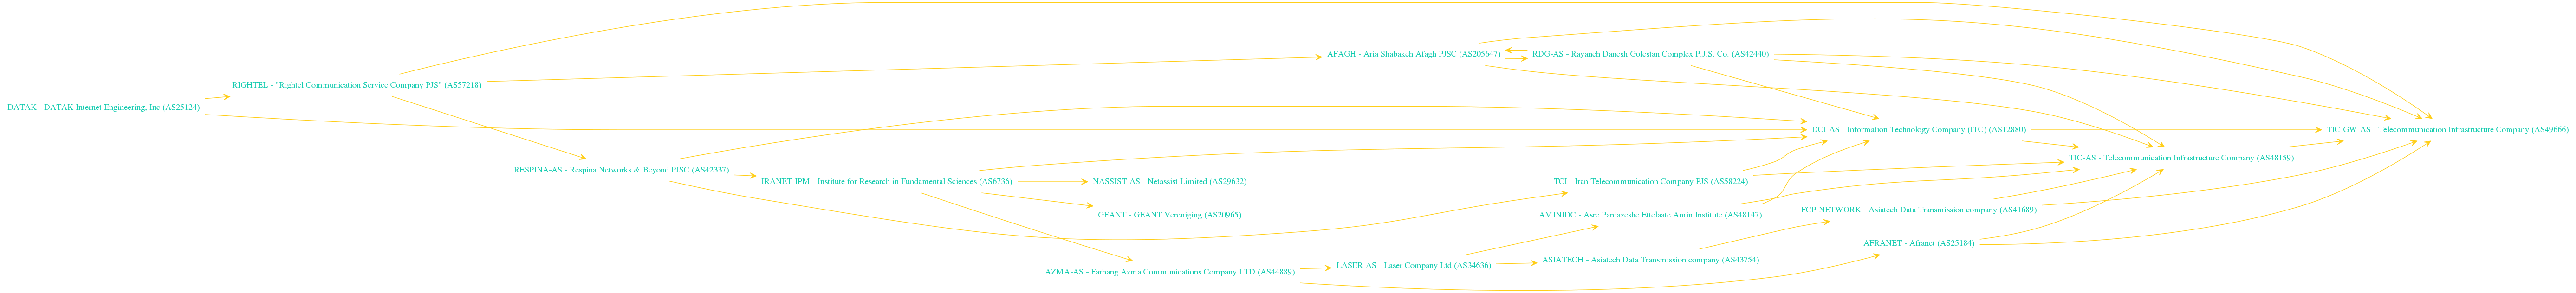 DATAK - DATAK Internet Engineering, Inc (AS25124)
RIGHTEL - "Rightel Communication Service Company PJS" (AS57218)
RESPINA-AS - Respina Networks & Beyond PJSC (AS42337)
IRANET-IPM - Institute for Research in Fundamental Sciences (AS6736)
AZMA-AS - Farhang Azma Communications Company LTD (AS44889)
NASSIST-AS - Netassist Limited (AS29632)
GEANT - GEANT Vereniging (AS20965)
AFAGH - Aria Shabakeh Afagh PJSC (AS205647)
LASER-AS - Laser Company Ltd (AS34636)
RDG-AS - Rayaneh Danesh Golestan Complex P.J.S. Co. (AS42440)
TCI - Iran Telecommunication Company PJS (AS58224)
AMINIDC - Asre Pardazeshe Ettelaate Amin Institute (AS48147)
ASIATECH - Asiatech Data Transmission company (AS43754)
DCI-AS - Information Technology Company (ITC) (AS12880)
FCP-NETWORK - Asiatech Data Transmission company (AS41689)
AFRANET - Afranet (AS25184)
TIC-AS - Telecommunication Infrastructure Company (AS48159)
TIC-GW-AS - Telecommunication Infrastructure Company (AS49666)